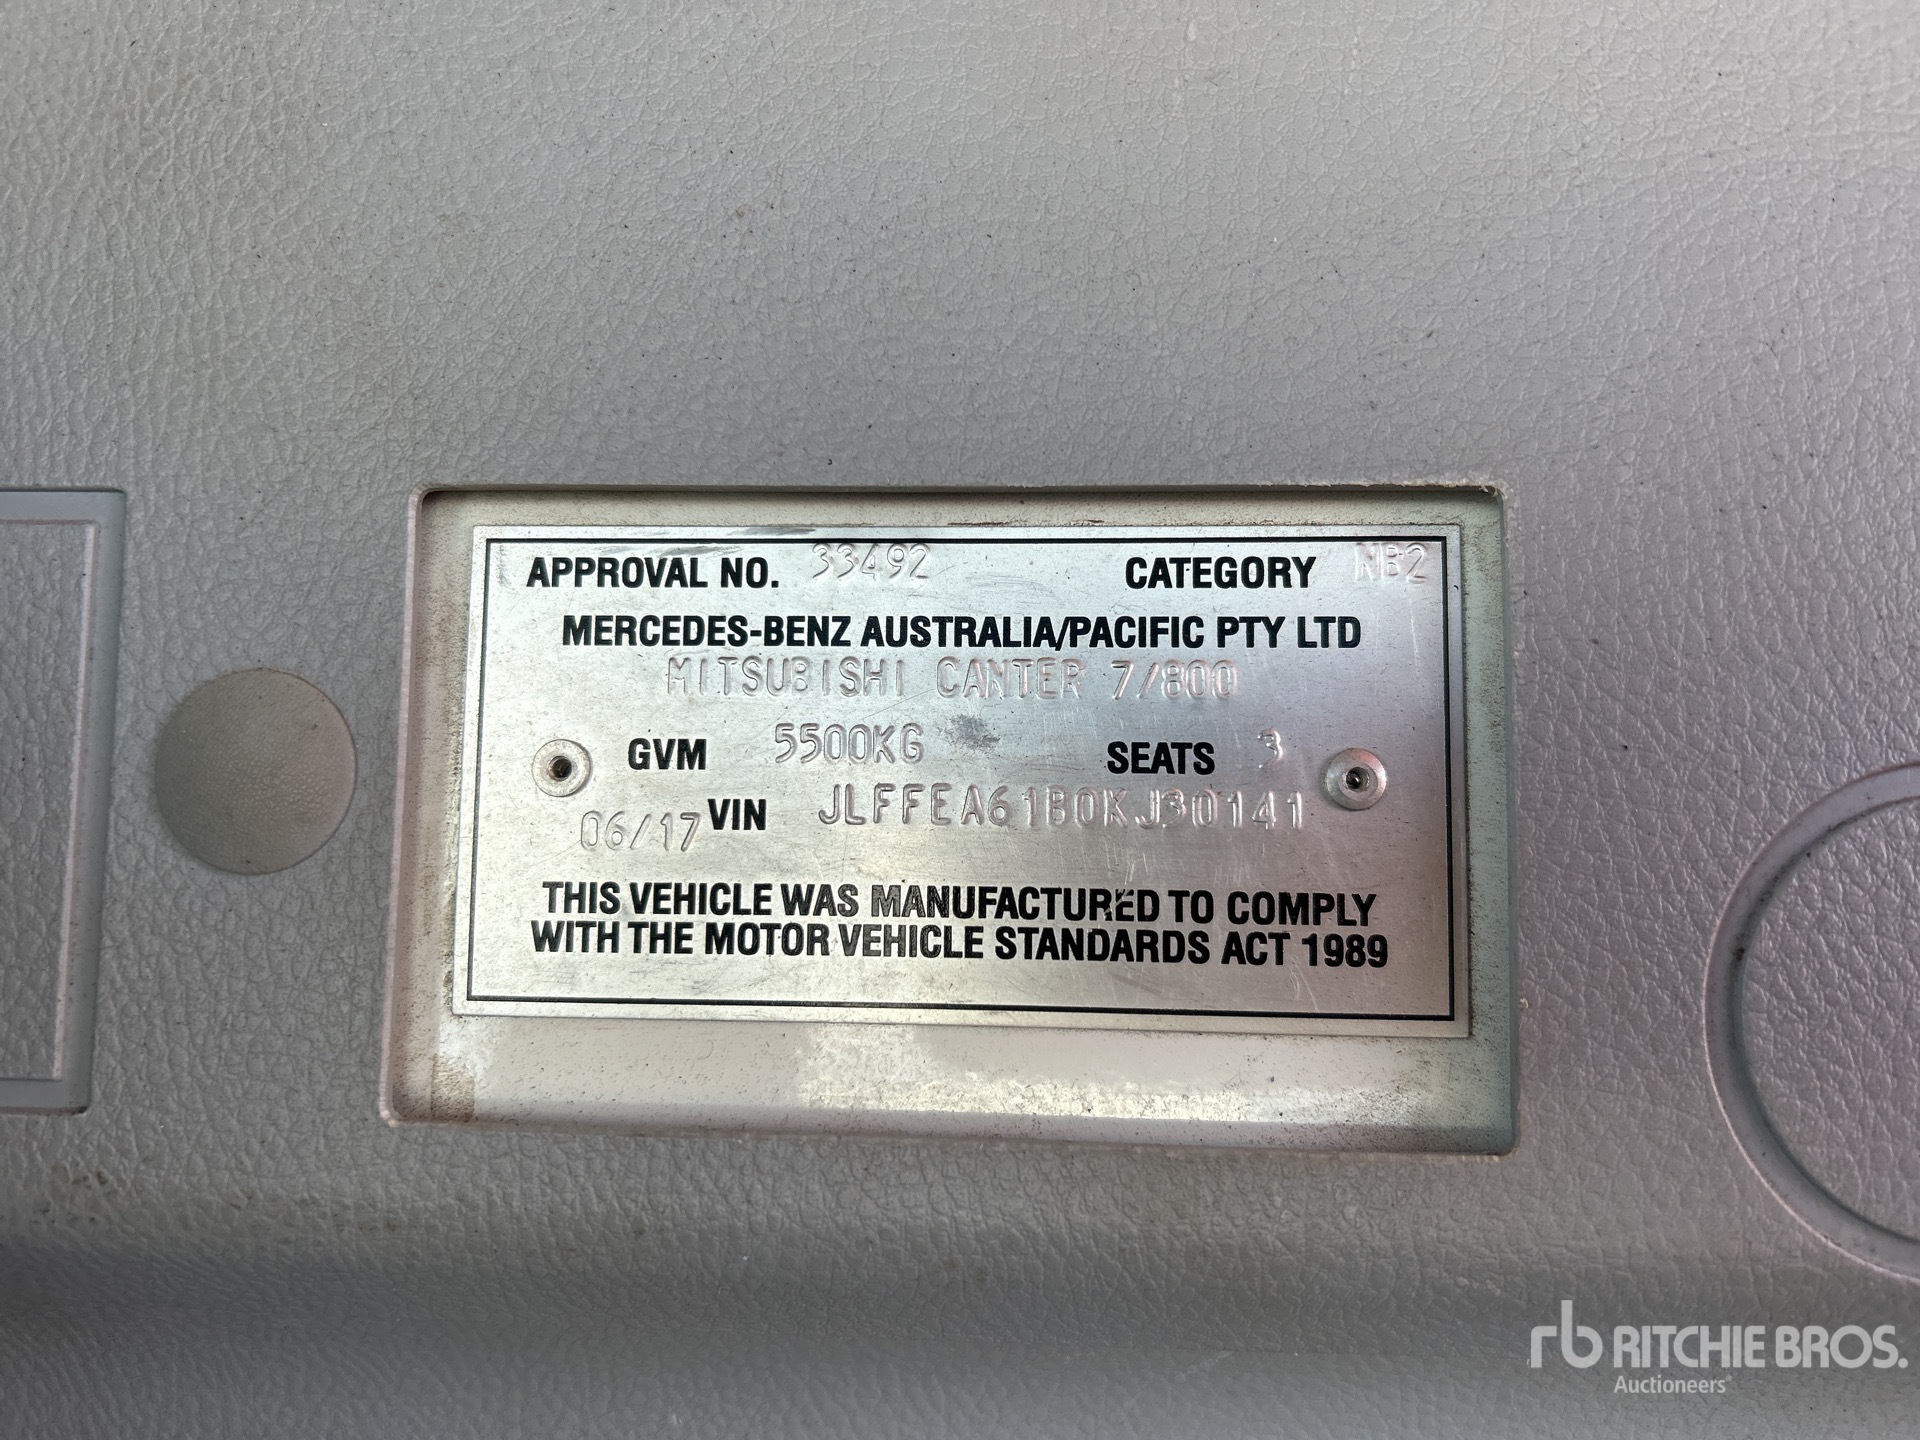 APPROVAL NO. 33492 CATEGORY NB2
MERCEDES-BENZ AUSTRALIA/PACIFIC PTY LTD
MITSUBISHI CANTER 7/800
GVM 5500KG SEATS 3
06/17 VIN JLFFEA61B0KJ30141
THIS VEHICLE WAS MANUFACTURED TO COMPLY
WITH THE MOTOR VEHICLE STANDARDS ACT 1989
rb RITCHIE BROS.
Auctioneers